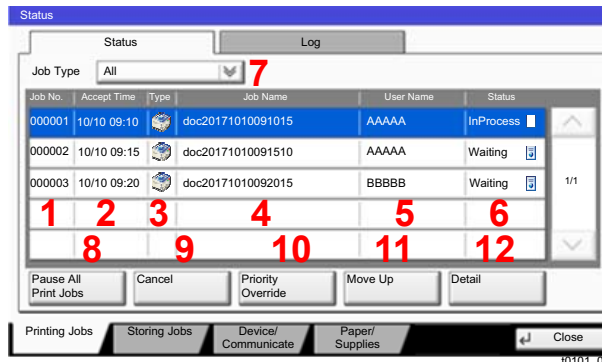 Status
Status Log
Job Type All 7
Job No. Accept Time Type Job Name User Name Status
000001 10/10 09:10 doc20171010091015 AAAAA InProcess
000002 10/10 09:15 doc20171010091510 AAAAA Waiting
000003 10/10 09:20 doc20171010092015 BBBBB Waiting 1/1
1 2 3 4 5 6
8 9 10 11 12
Pause All Cancel Priority Move Up Detail
Print Jobs Override
Printing Jobs Storing Jobs Device/ Paper/ Close
Communicate Supplies